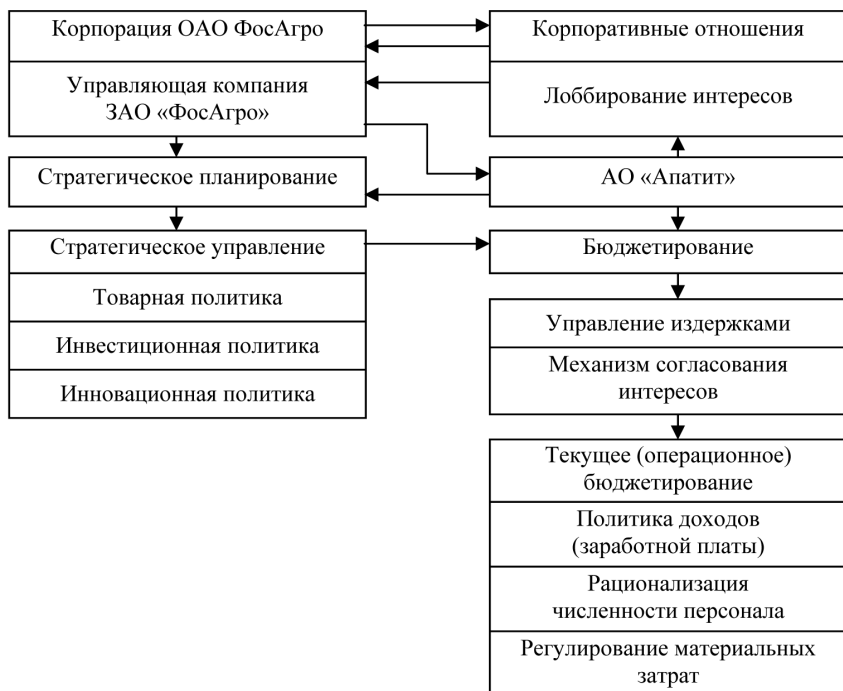 Корпорация ОАО ФосАгро
Управляющая компания
ЗАО «ФосАгро»
Стратегическое планирование
Стратегическое управление
Товарная политика
Инвестиционная политика
Инновационная политика
Корпоративные отношения
Лоббирование интересов
АО «Апатит»
Бюджетирование
Управление издержками
Механизм согласования
интересов
Текущее (операционное)
бюджетирование
Политика доходов
(заработной платы)
Рационализация
численности персонала
Регулирование материальных
затрат